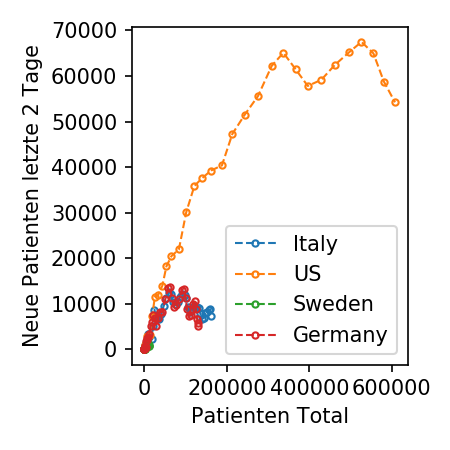 70000
60000
50000
40000
30000
20000
10000
0
Neue Patienten letzte 2 Tage
Italy
US
Sweden
Germany
0 200000 400000 600000
Patienten Total